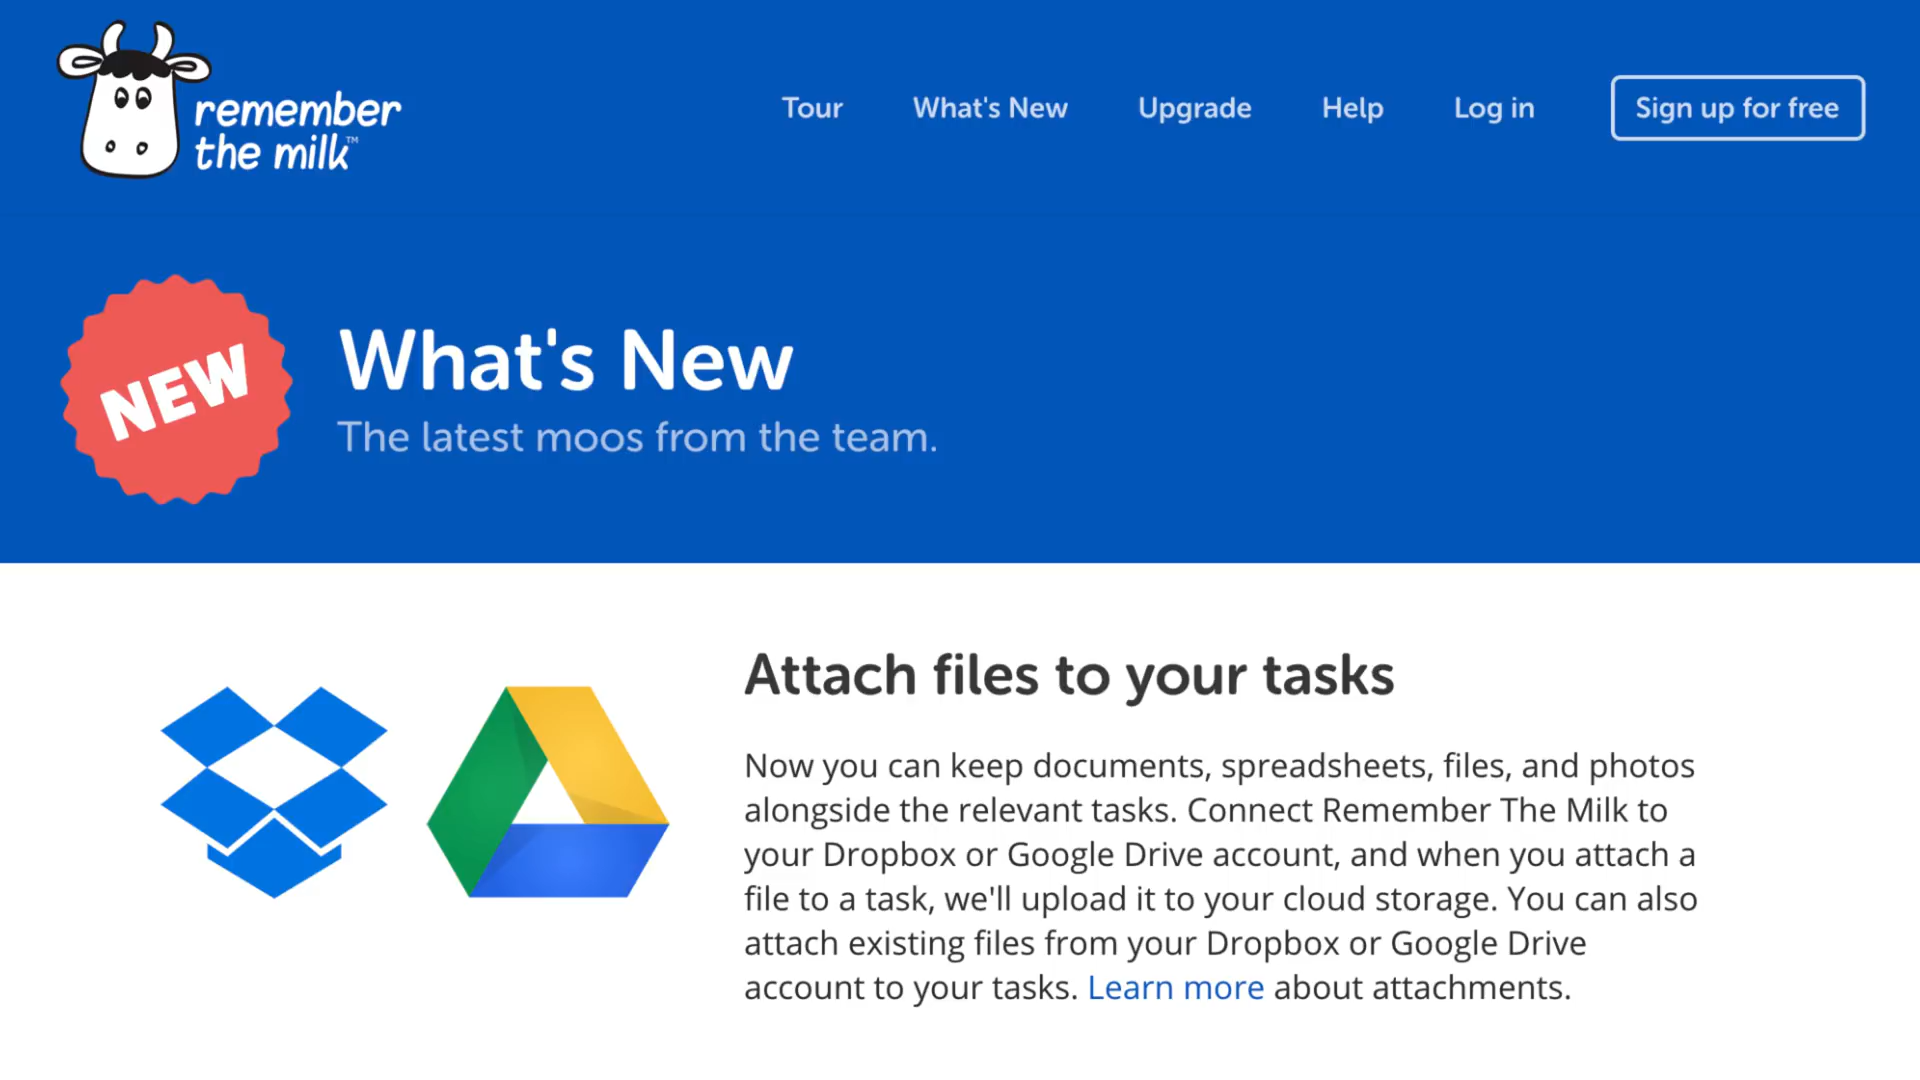 remember
the milk™
Tour What's New Upgrade Help Log in Sign up for free
NEW
What's New
The latest moos from the team.
Attach files to your tasks
Now you can keep documents, spreadsheets, files, and photos
alongside the relevant tasks. Connect Remember The Milk to
your Dropbox or Google Drive account, and when you attach a
file to a task, we'll upload it to your cloud storage. You can also
attach existing files from your Dropbox or Google Drive
account to your tasks. Learn more about attachments.